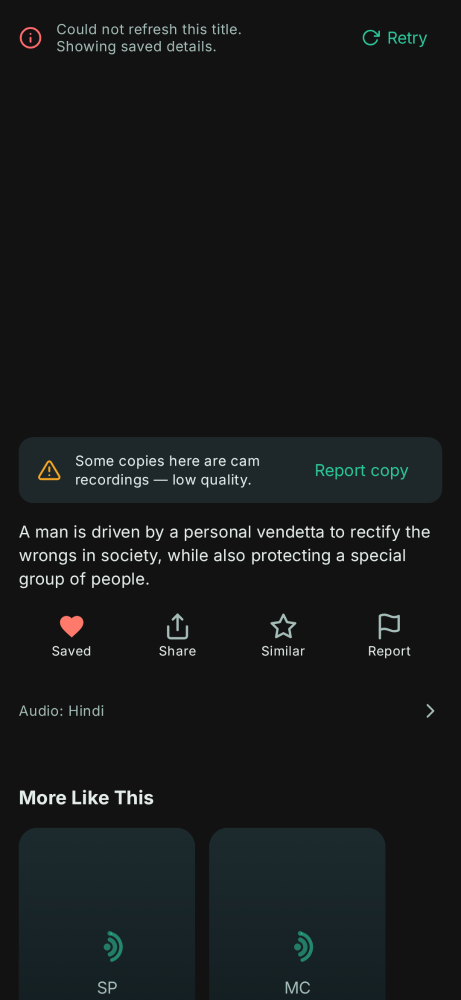 Could not refresh this title.
Showing saved details.
Retry
Some copies here are cam
recordings — low quality.
Report copy
A man is driven by a personal vendetta to rectify the
wrongs in society, while also protecting a special
group of people.
Saved
Share
Similar
Report
Audio: Hindi
More Like This
SP
MC